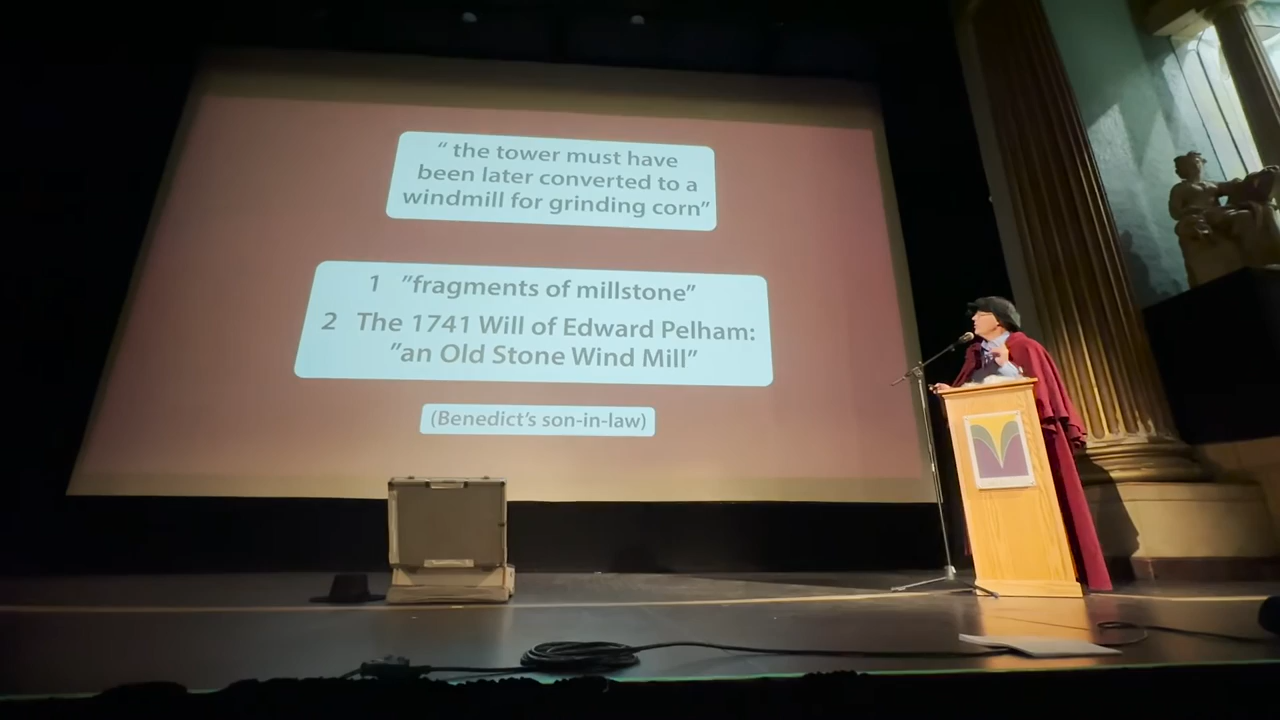 “ the tower must have
been later converted to a
windmill for grinding corn”
1 ”fragments of millstone”
2 The 1741 Will of Edward Pelham:
”an Old Stone Wind Mill”
(Benedict’s son-in-law)